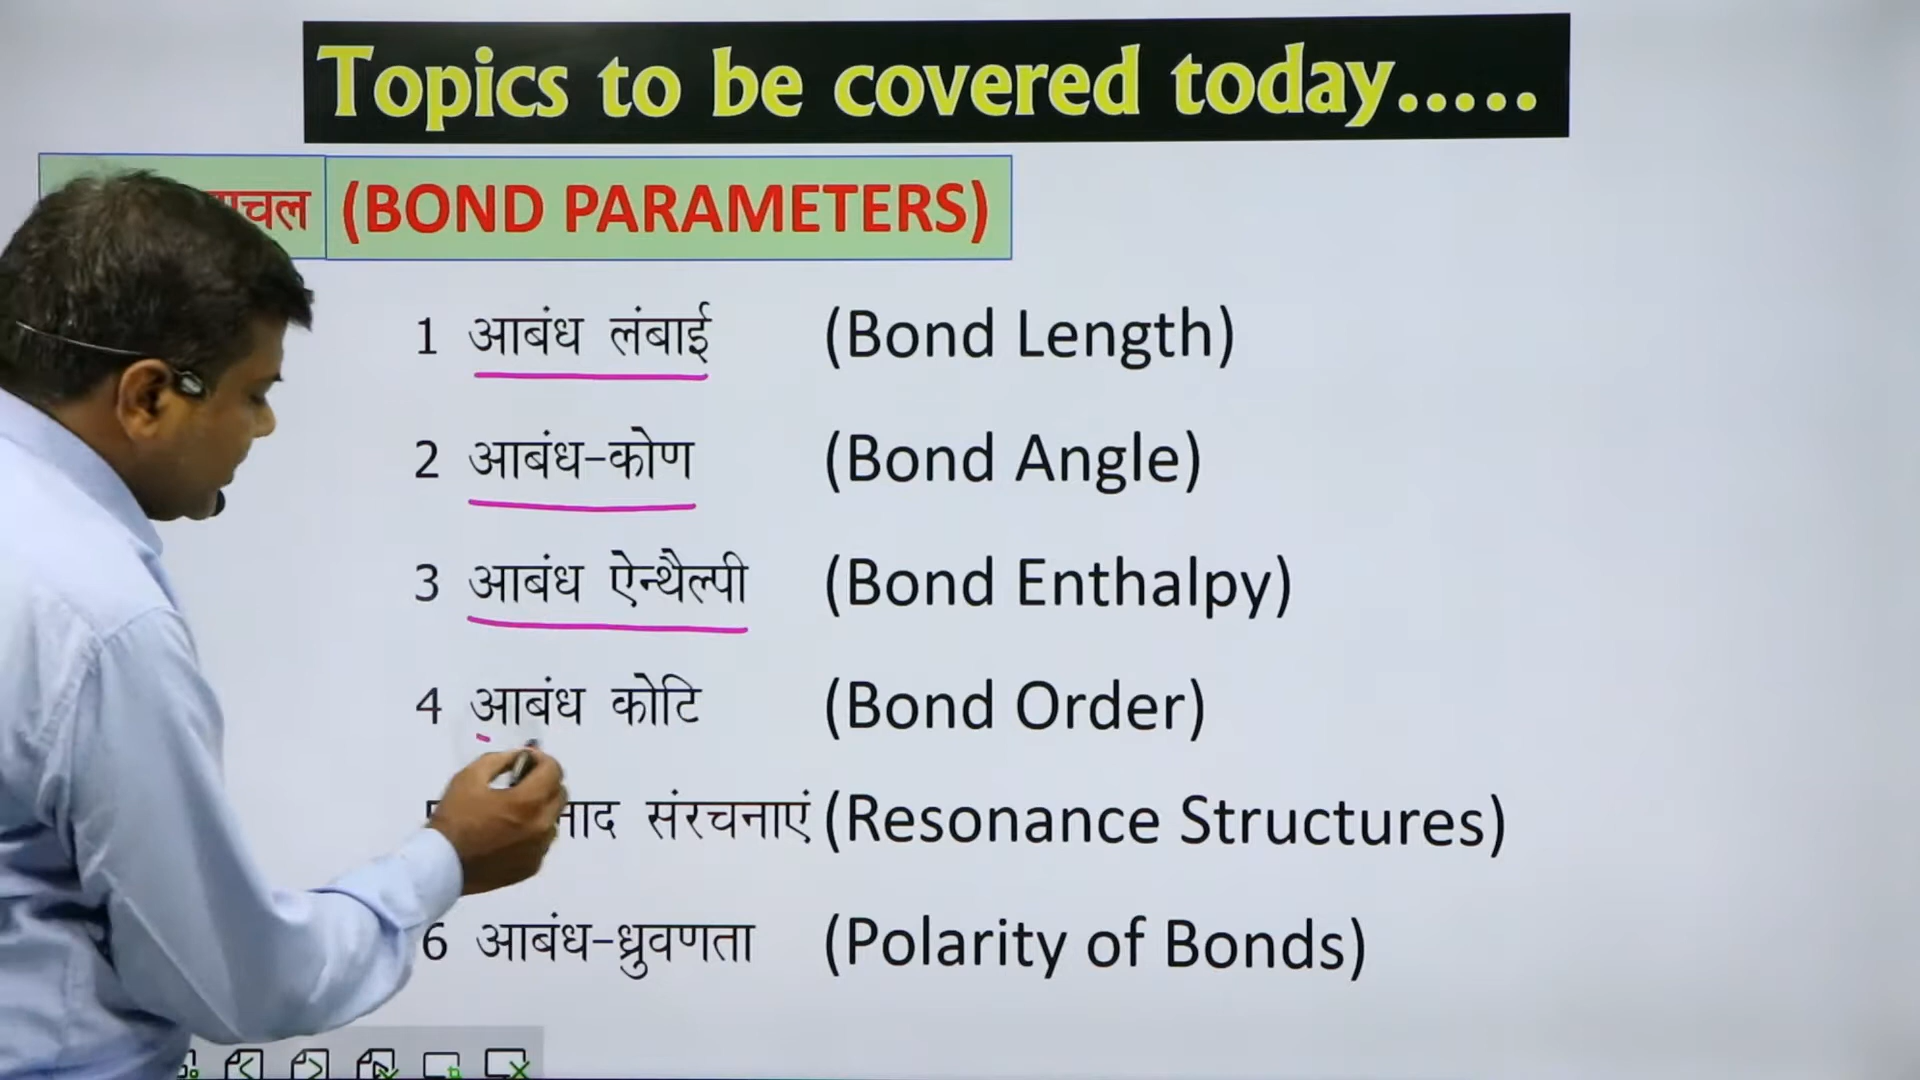 Topics to be covered today.....
(BOND PARAMETERS)
1 आबंध लंबाई (Bond Length)
2 आबंध-कोण (Bond Angle)
3 आबंध ऐन्थैल्पी (Bond Enthalpy)
4 आबंध कोटि (Bond Order)
संरचनाएं (Resonance Structures)
6 आबंध-ध्रुवणता (Polarity of Bonds)